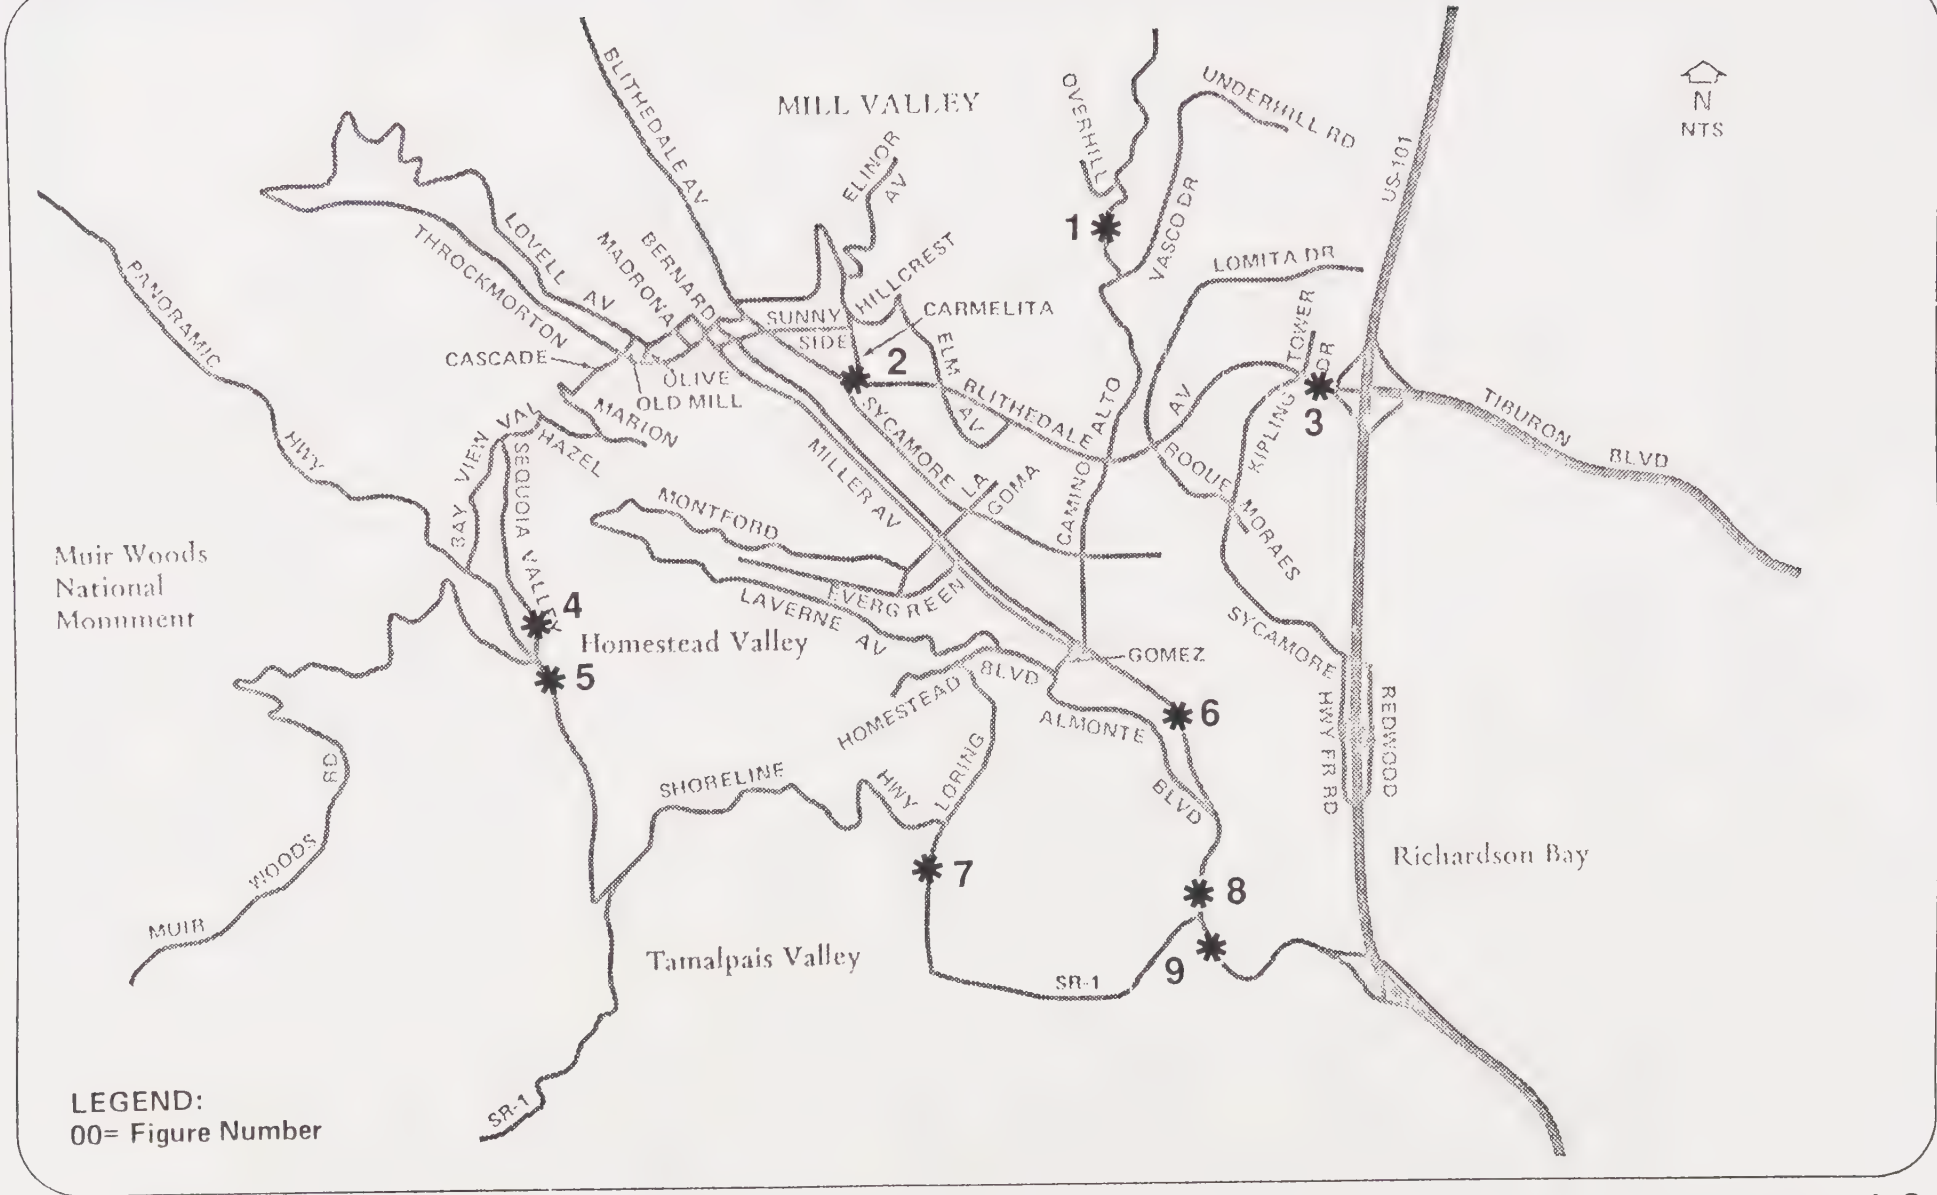 MILL VALLEY
N
NTS
BLITHEDALE AV
OVERHILL
UNDERHILL RD
US-101
ELINOR
AV
VASCO DR
LOMITA DR
PANORAMIC
HWY
THROCKMORTON
LOVELL AV
MADRONA
BERNARD
HILLCREST
SUNNY
SIDE
CARMELITA
1
TOWER
DR
CASCADE
OLIVE
OLD MILL
2
ELM
AV
BLITHEDALE
AV
3
TIBURON
BLVD
MARION
HAZEL
BAY VIEW
VAL
SEQUOIA VALLEY
MILLER AV
SYCAMORE
LA
GOMA
CAMINO ALTO
ROQUE MORAES
KIPLING
MONTFORD
EVERGREEN
LAVERNE AV
Muir Woods
National
Monument
4
Homestead Valley
5
SYCAMORE
GOMEZ
HOMESTEAD
BLVD
ALMONTE
BLVD
6
HWY FR RD
REDWOOD
SHORELINE
HWY
LORING
RD
WOODS
MUIR
7
8
9
Richardson Bay
Tamalpais Valley
SR-1
SR-1
LEGEND:
00= Figure Number